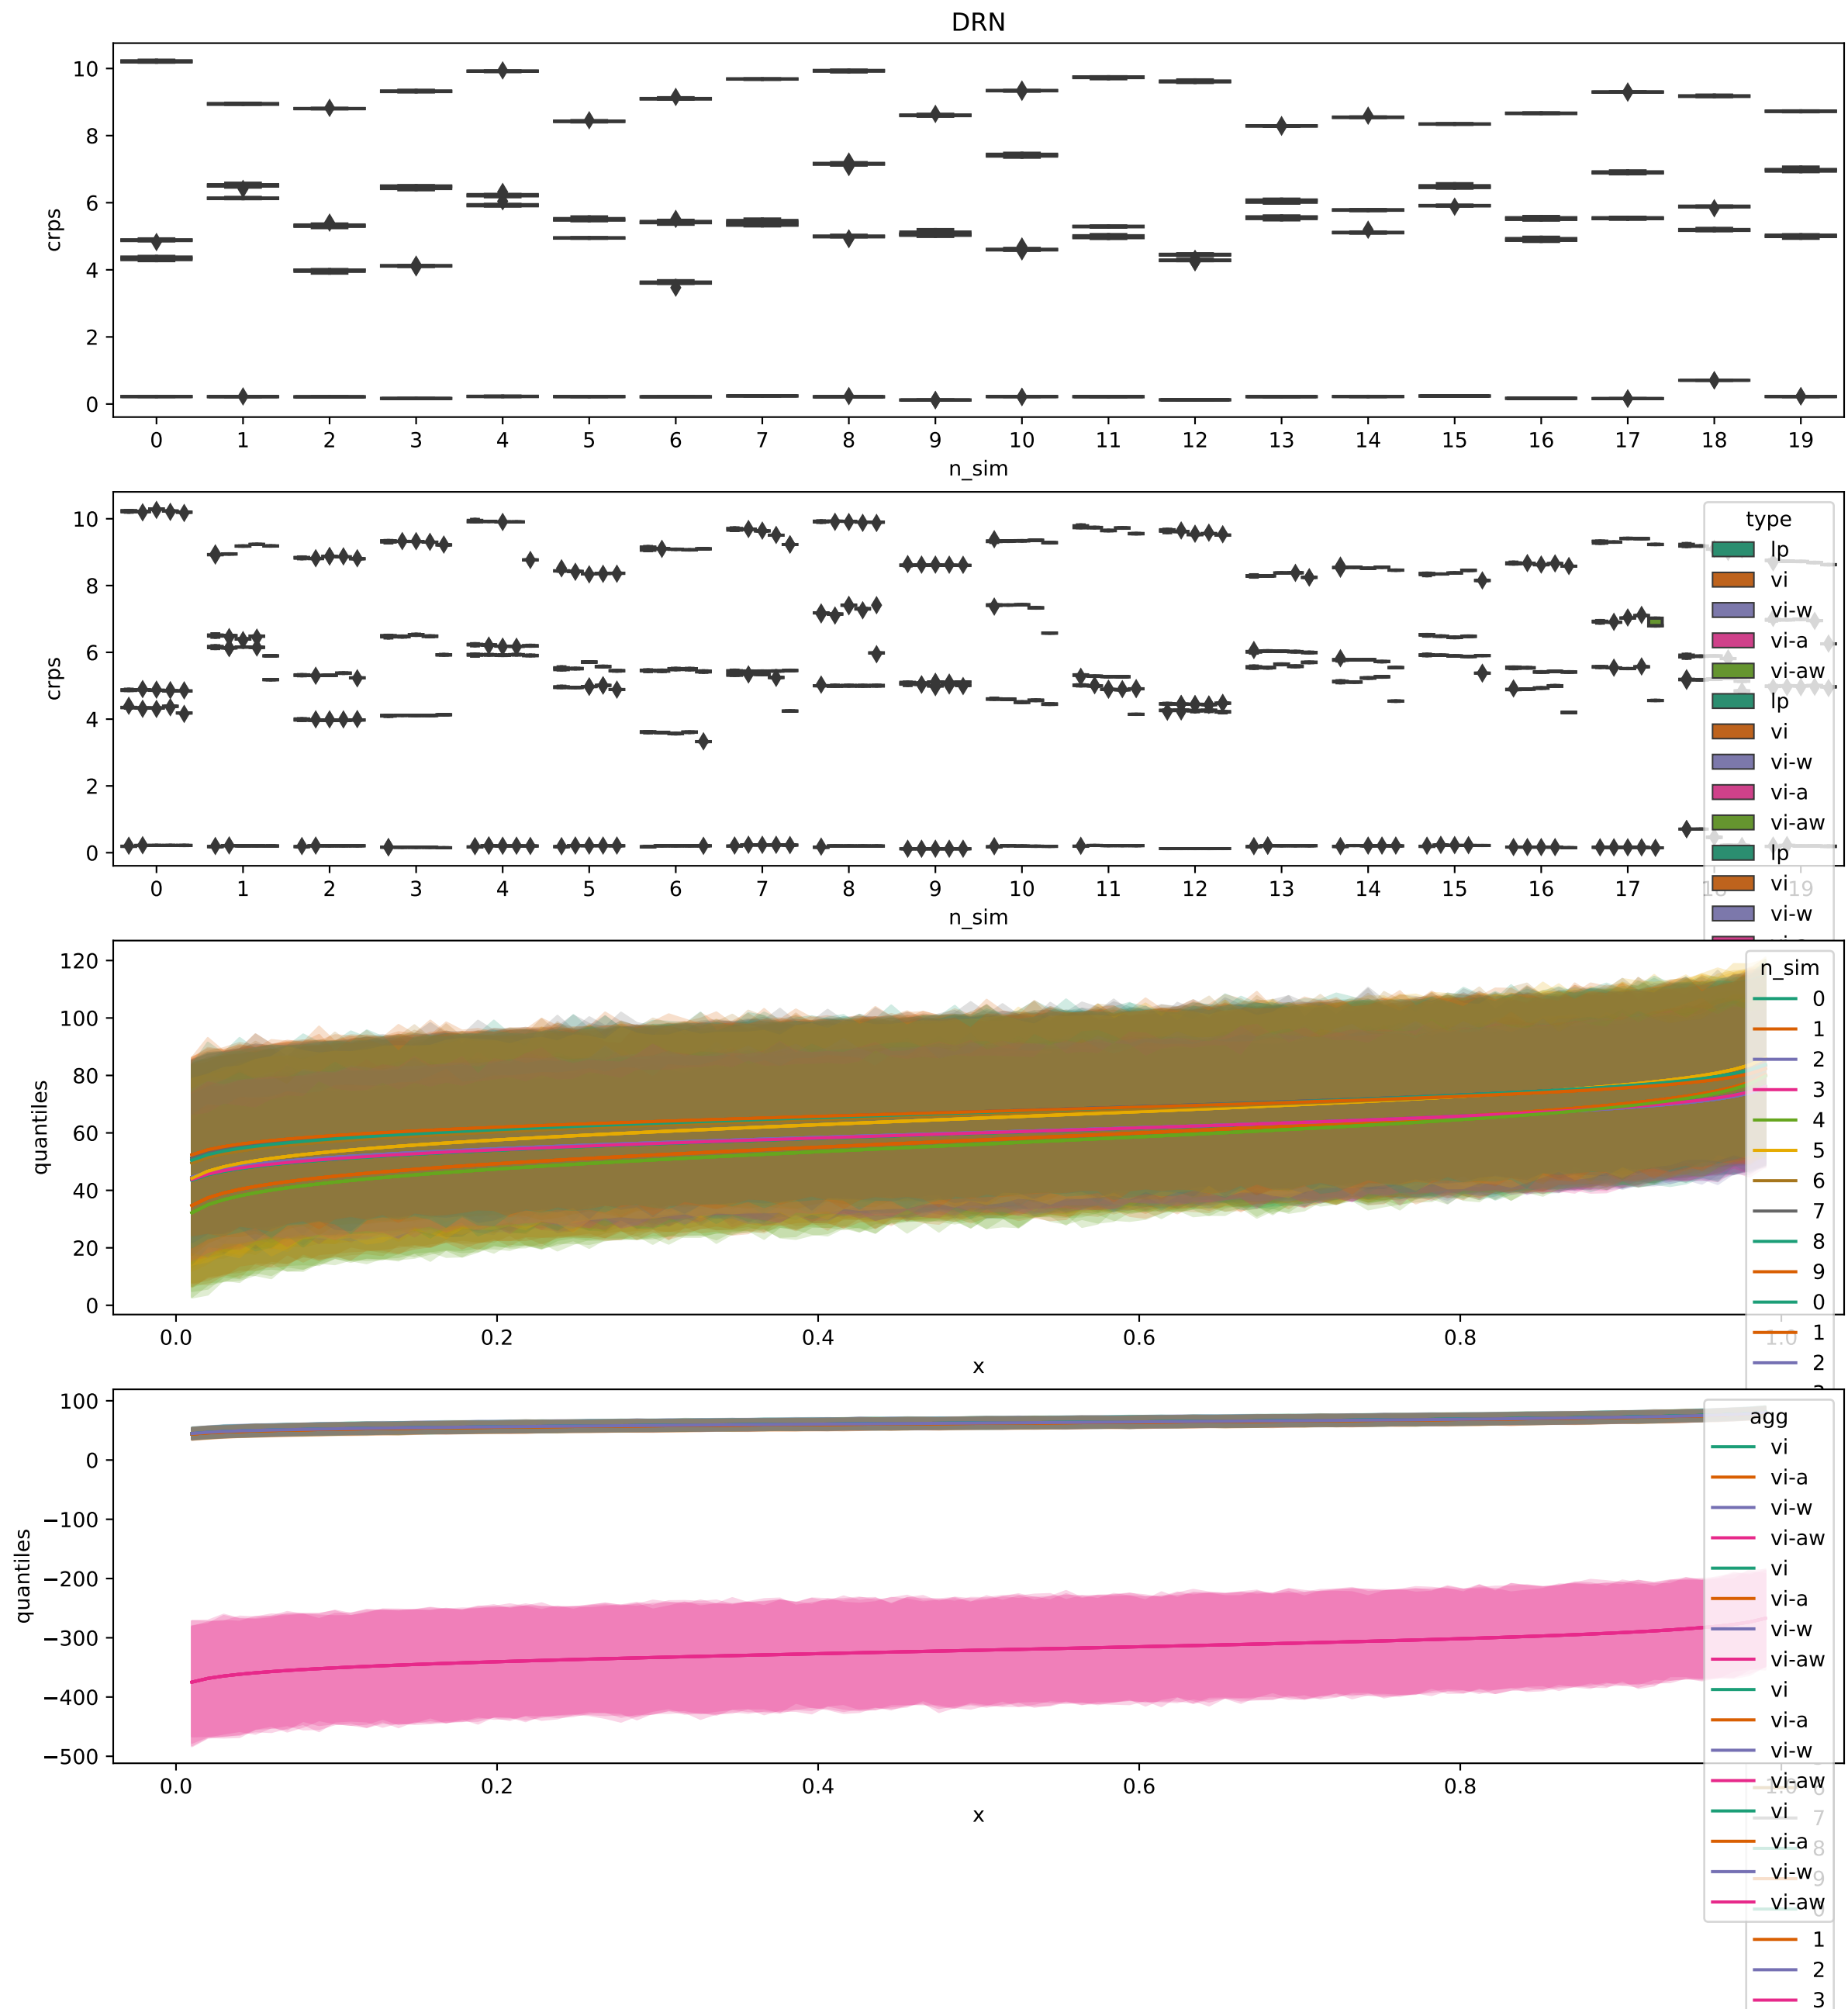 DRN
10
8
6
4
2
0
crps
0 1 2 3 4 5 6 7 8 9 10 11 12 13 14 15 16 17 18 19
n_sim
10
8
6
4
2
0
crps
type
lp
vi
vi-w
vi-a
vi-aw
lp
vi
vi-w
vi-a
vi-aw
lp
vi
vi-w
0 1 2 3 4 5 6 7 8 9 10 11 12 13 14 15 16 17 18 19
n_sim
120
100
80
60
40
20
0
quantiles
n_sim
0
1
2
3
4
5
6
7
8
9
0
1
2
0.0 0.2 0.4 0.6 0.8 1.0
x
100
0
−100
−200
−300
−400
−500
quantiles
agg
vi
vi-a
vi-w
vi-aw
vi
vi-a
vi-w
vi-aw
vi
vi-a
vi-w
vi-aw
vi
vi-a
vi-w
vi-aw
0.0 0.2 0.4 0.6 0.8
x
7
8
9
1
2
3